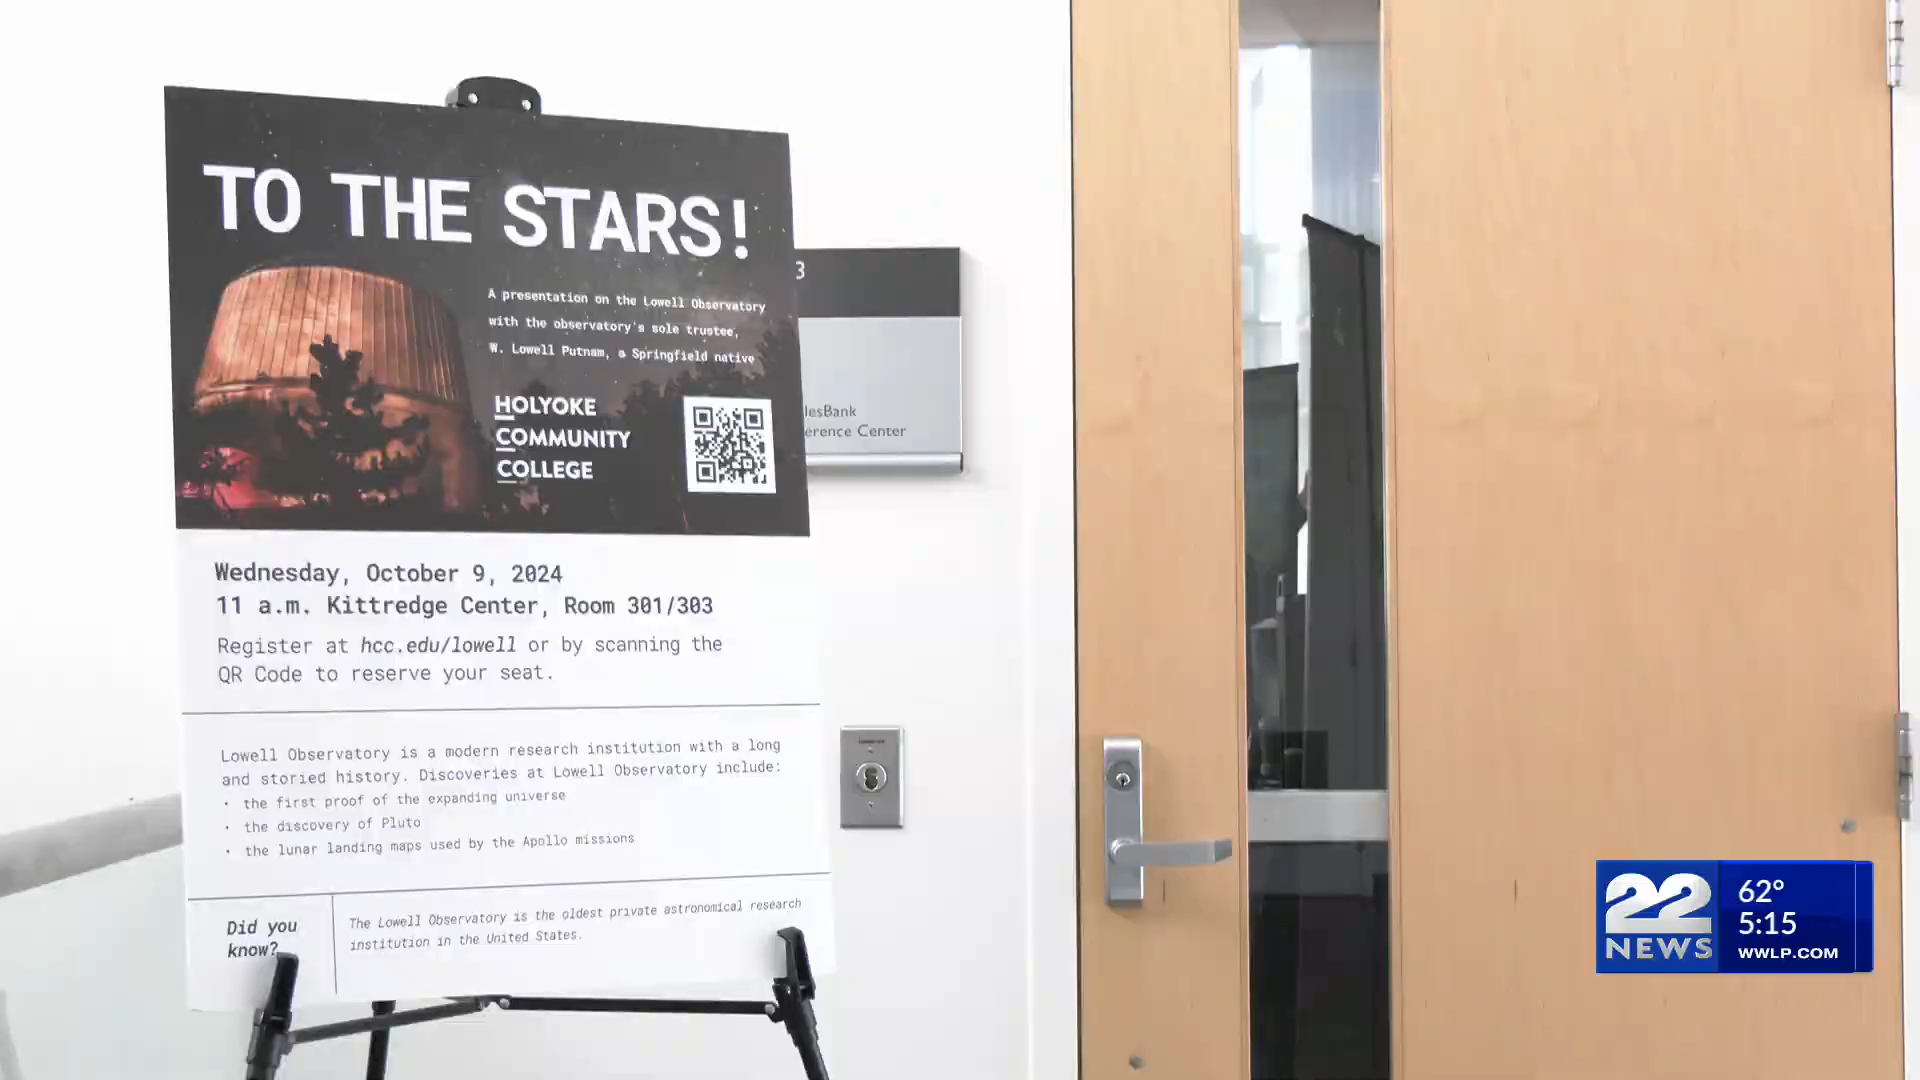 TO THE STARS!
A presentation on the Lowell Observatory
with the observatory's sole trustee,
W. Lowell Putnam, a Springfield native
HOLYOKE
COMMUNITY
COLLEGE
3
lesBank
erence Center
Wednesday, October 9, 2024
11 a.m. Kittredge Center, Room 301/303
Register at hcc.edu/lowell or by scanning the
QR Code to reserve your seat.
Lowell Observatory is a modern research institution with a long
and storied history. Discoveries at Lowell Observatory include:
• the first proof of the expanding universe
• the discovery of Pluto
• the lunar landing maps used by the Apollo missions
Did you
know?
The Lowell Observatory is the oldest private astronomical research
institution in the United States.
22
NEWS
62°
5:15
WWLP.COM